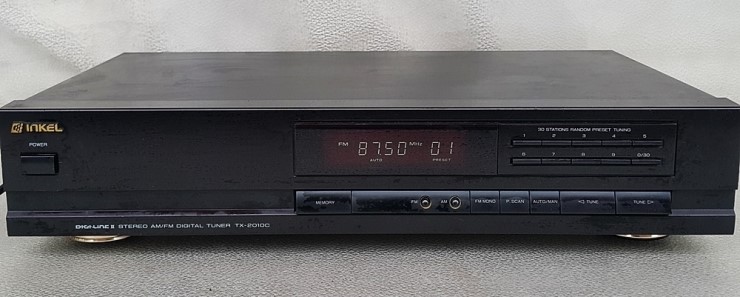 INKEL
POWER
FM 87.50 MHz 01
AUTO PRESET
30 STATIONS RANDOM PRESET TUNING
1 2 3 4 5
6 7 8 9 0/30
MEMORY FM AM FM MONO P. SCAN AUTO/MAN TUNE TUNE
DIGI-LINE II STEREO AM/FM DIGITAL TUNER TX-2010C